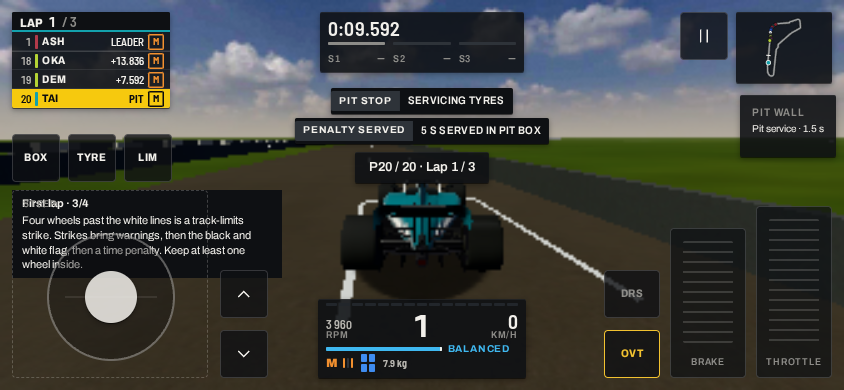 LAP 1 / 3
1 ASH LEADER M
18 OKA +13.836 M
19 DEM +7.592 M
20 TAI PIT M
BOX TYRE LIM
First lap · 3/4
Four wheels past the white lines is a track-limits
strike. Strikes bring warnings, then the black and
white flag, then a time penalty. Keep at least one
wheel inside.
0:09.592
S1 – S2 – S3 –
PIT STOP SERVICING TYRES
PENALTY SERVED 5 S SERVED IN PIT BOX
P20 / 20 · Lap 1 / 3
3 960 RPM
1
0 KM/H
BALANCED
M 7.9 kg
PIT WALL
Pit service · 1.5 s
DRS
OVT
BRAKE
THROTTLE